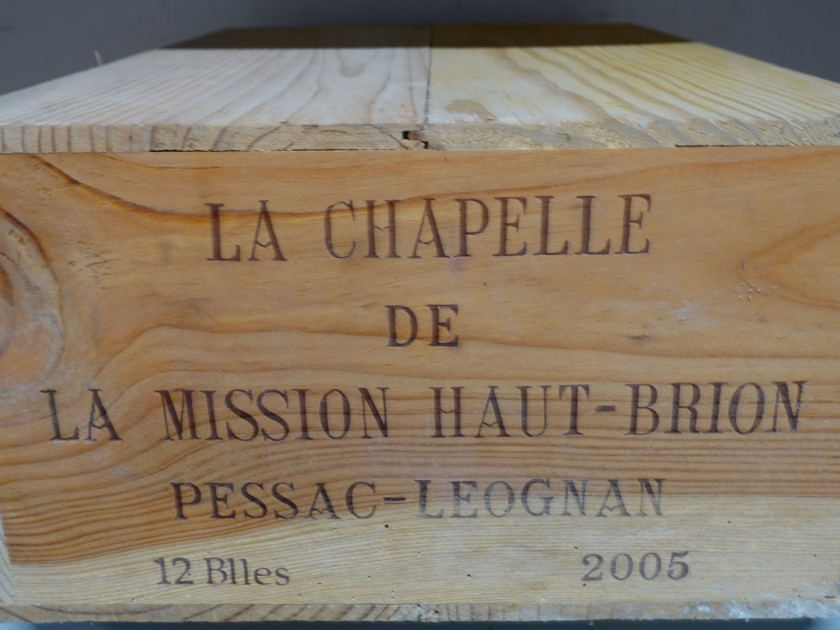 LA CHAPELLE
DE
LA MISSION HAUT-BRION
PESSAC-LEOGNAN
12 Blles 2005